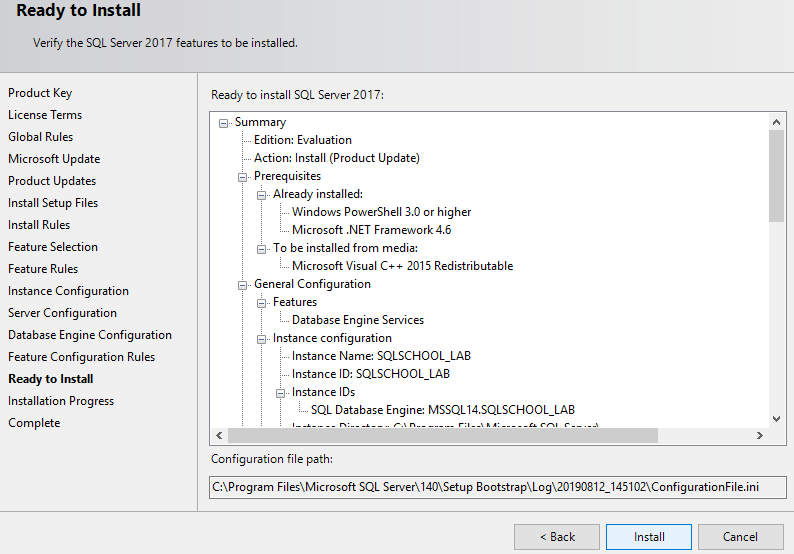 Ready to Install
Verify the SQL Server 2017 features to be installed.
Product Key
License Terms
Global Rules
Microsoft Update
Product Updates
Install Setup Files
Install Rules
Feature Selection
Feature Rules
Instance Configuration
Server Configuration
Database Engine Configuration
Feature Configuration Rules
Ready to Install
Installation Progress
Complete
Ready to install SQL Server 2017:
Summary
Edition: Evaluation
Action: Install (Product Update)
Prerequisites
Already installed:
Windows PowerShell 3.0 or higher
Microsoft .NET Framework 4.6
To be installed from media:
Microsoft Visual C++ 2015 Redistributable
General Configuration
Features
Database Engine Services
Instance configuration
Instance Name: SQLSCHOOL_LAB
Instance ID: SQLSCHOOL_LAB
Instance IDs
SQL Database Engine: MSSQL14.SQLSCHOOL_LAB
Instance Directory: C:\Program Files\Microsoft SQL Server\
Configuration file path:
C:\Program Files\Microsoft SQL Server\140\Setup Bootstrap\Log\20190812_145102\ConfigurationFile.ini
< Back
Install
Cancel